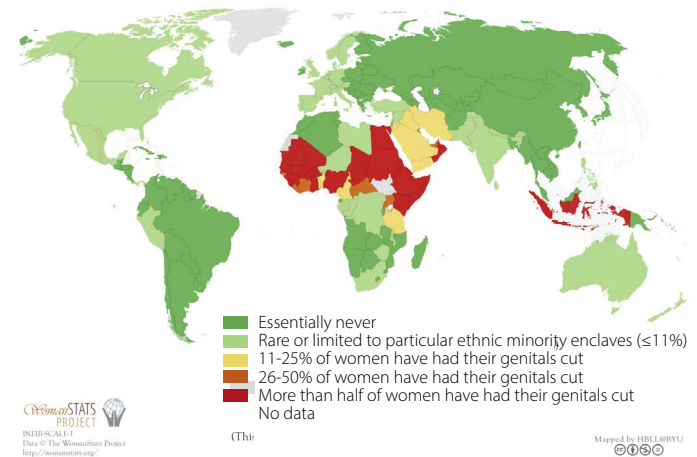 Essentially never
Rare or limited to particular ethnic minority enclaves (≤11%)
11-25% of women have had their genitals cut
26-50% of women have had their genitals cut
More than half of women have had their genitals cut
No data
WomanSTATS
PROJECT
INFIB-SCALE-1
Data © The WomanStats Project
http://womanstats.org/
(This
Mapped by HBLL@BYU